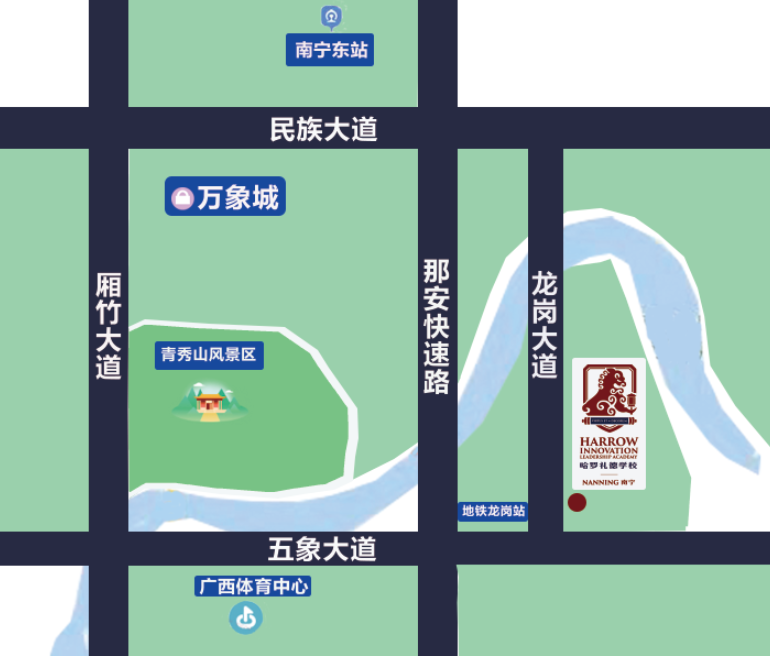 南宁东站
民族大道
万象城
厢竹大道
那安快速路
龙岗大道
青秀山风景区
HARROW
INNOVATION
LEADERSHIP ACADEMY
哈罗礼德学校
NANNING 南宁
地铁龙岗站
五象大道
广西体育中心